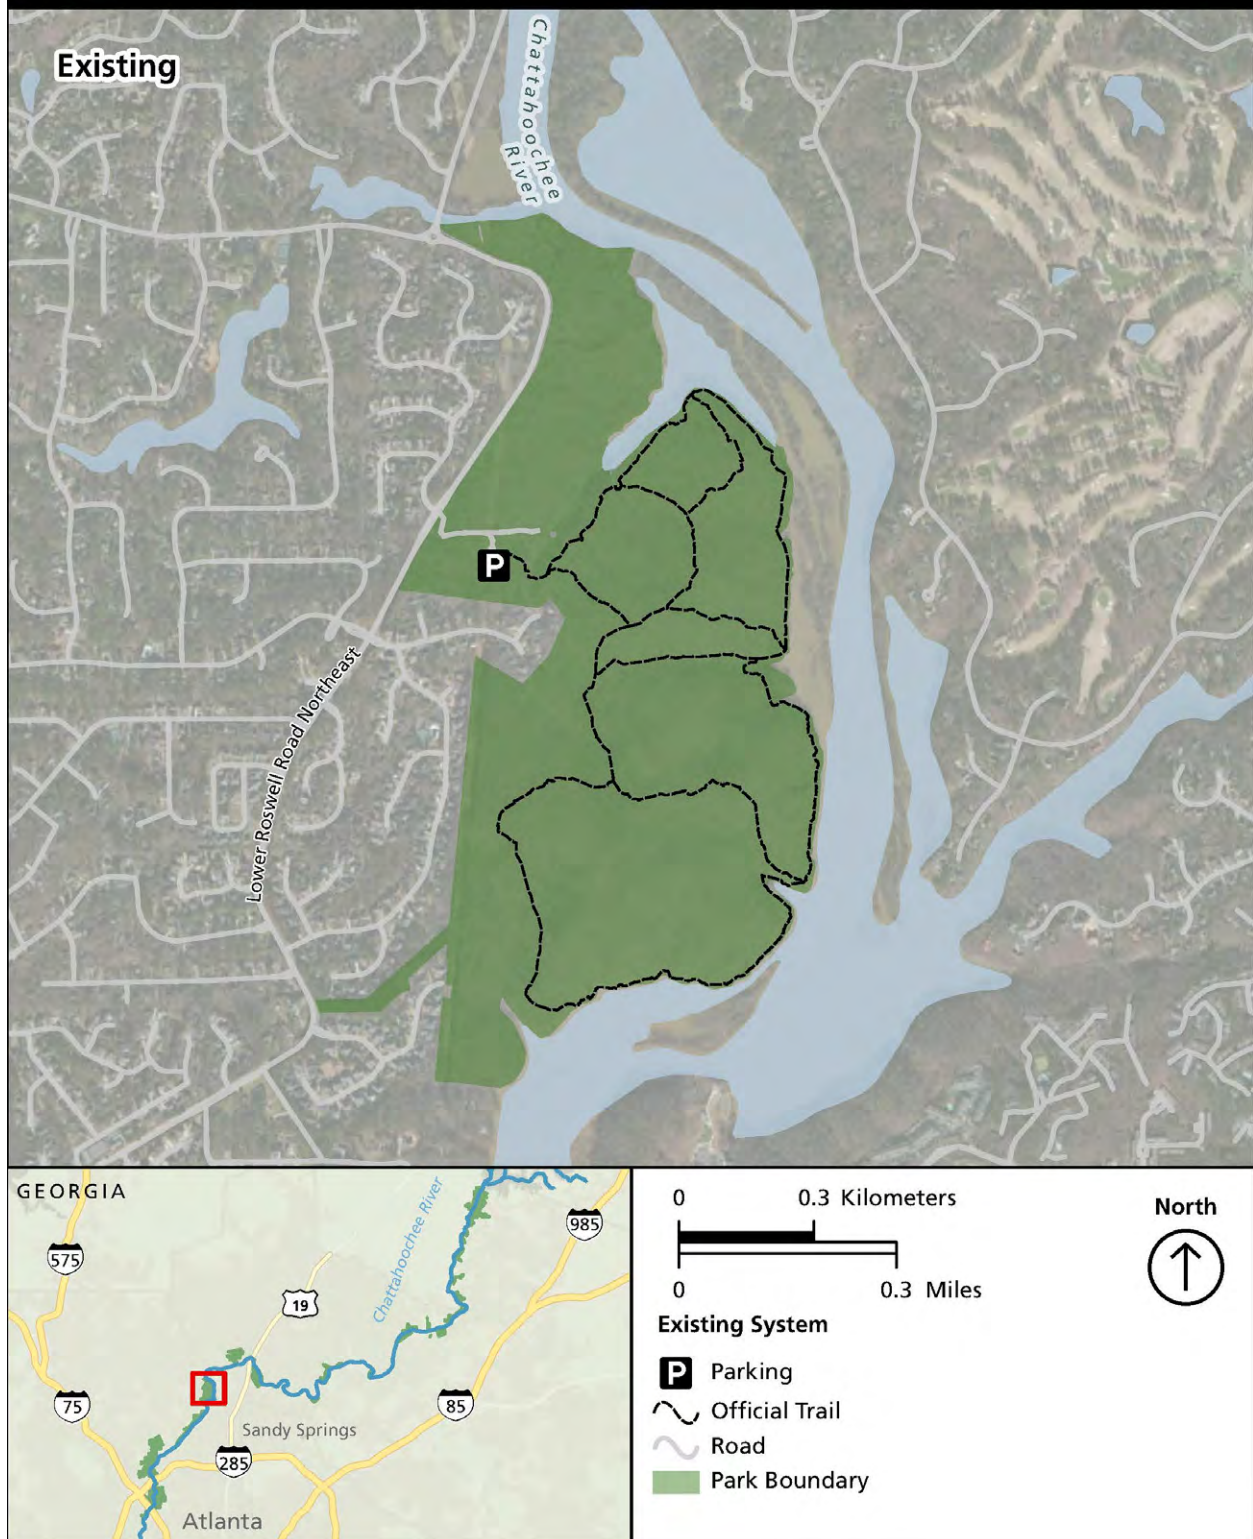 Existing
Chattahoochee
River
P
Lower Roswell Road Northeast
GEORGIA
575
985
19
Chattahoochee River
75
85
Sandy Springs
285
Atlanta
0 0.3 Kilometers
0 0.3 Miles
North
Existing System
P Parking
Official Trail
Road
Park Boundary